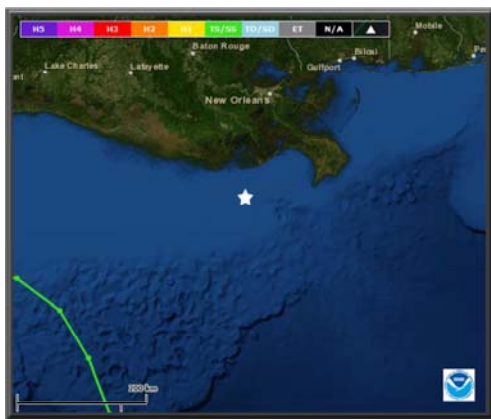 H5 H4 H3 H2 H1 TS/SS TD/SD ET N/A
Mobile
Baton Rouge
Biloxi
Lake Charles
Lafayette
Gulfport
New Orleans
200 km